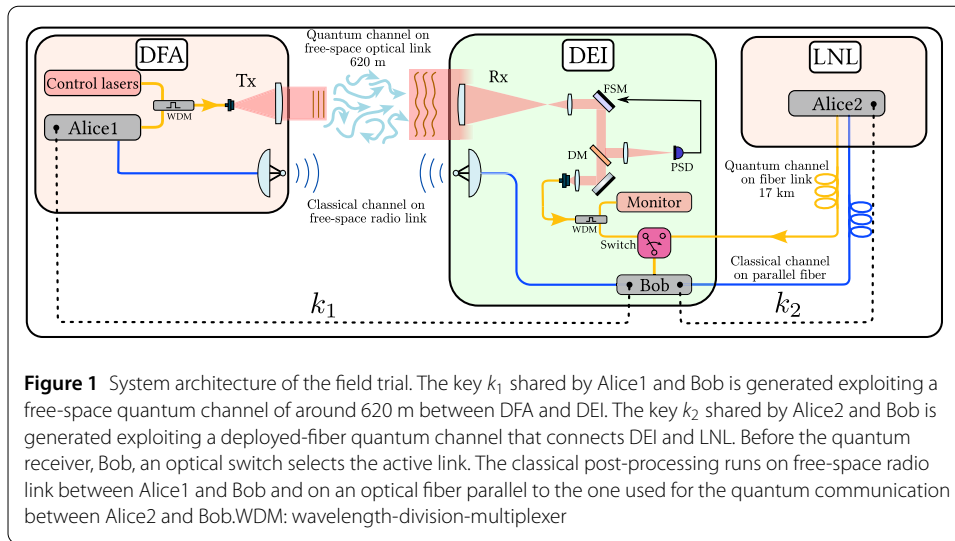 DFA
DEI
LNL
Quantum channel on
free-space optical link
620 m
Control lasers
WDM
Tx
Alice1
Rx
FSM
DM
PSD
Monitor
WDM
Switch
Bob
Alice2
Quantum channel
on fiber link
17 km
Classical channel on
free-space radio link
Classical channel
on parallel fiber
k1
k2
Figure 1 System architecture of the field trial. The key k1 shared by Alice1 and Bob is generated exploiting a
free-space quantum channel of around 620 m between DFA and DEI. The key k2 shared by Alice2 and Bob is
generated exploiting a deployed-fiber quantum channel that connects DEI and LNL. Before the quantum
receiver, Bob, an optical switch selects the active link. The classical post-processing runs on free-space radio
link between Alice1 and Bob and on an optical fiber parallel to the one used for the quantum communication
between Alice2 and Bob.WDM: wavelength-division-multiplexer